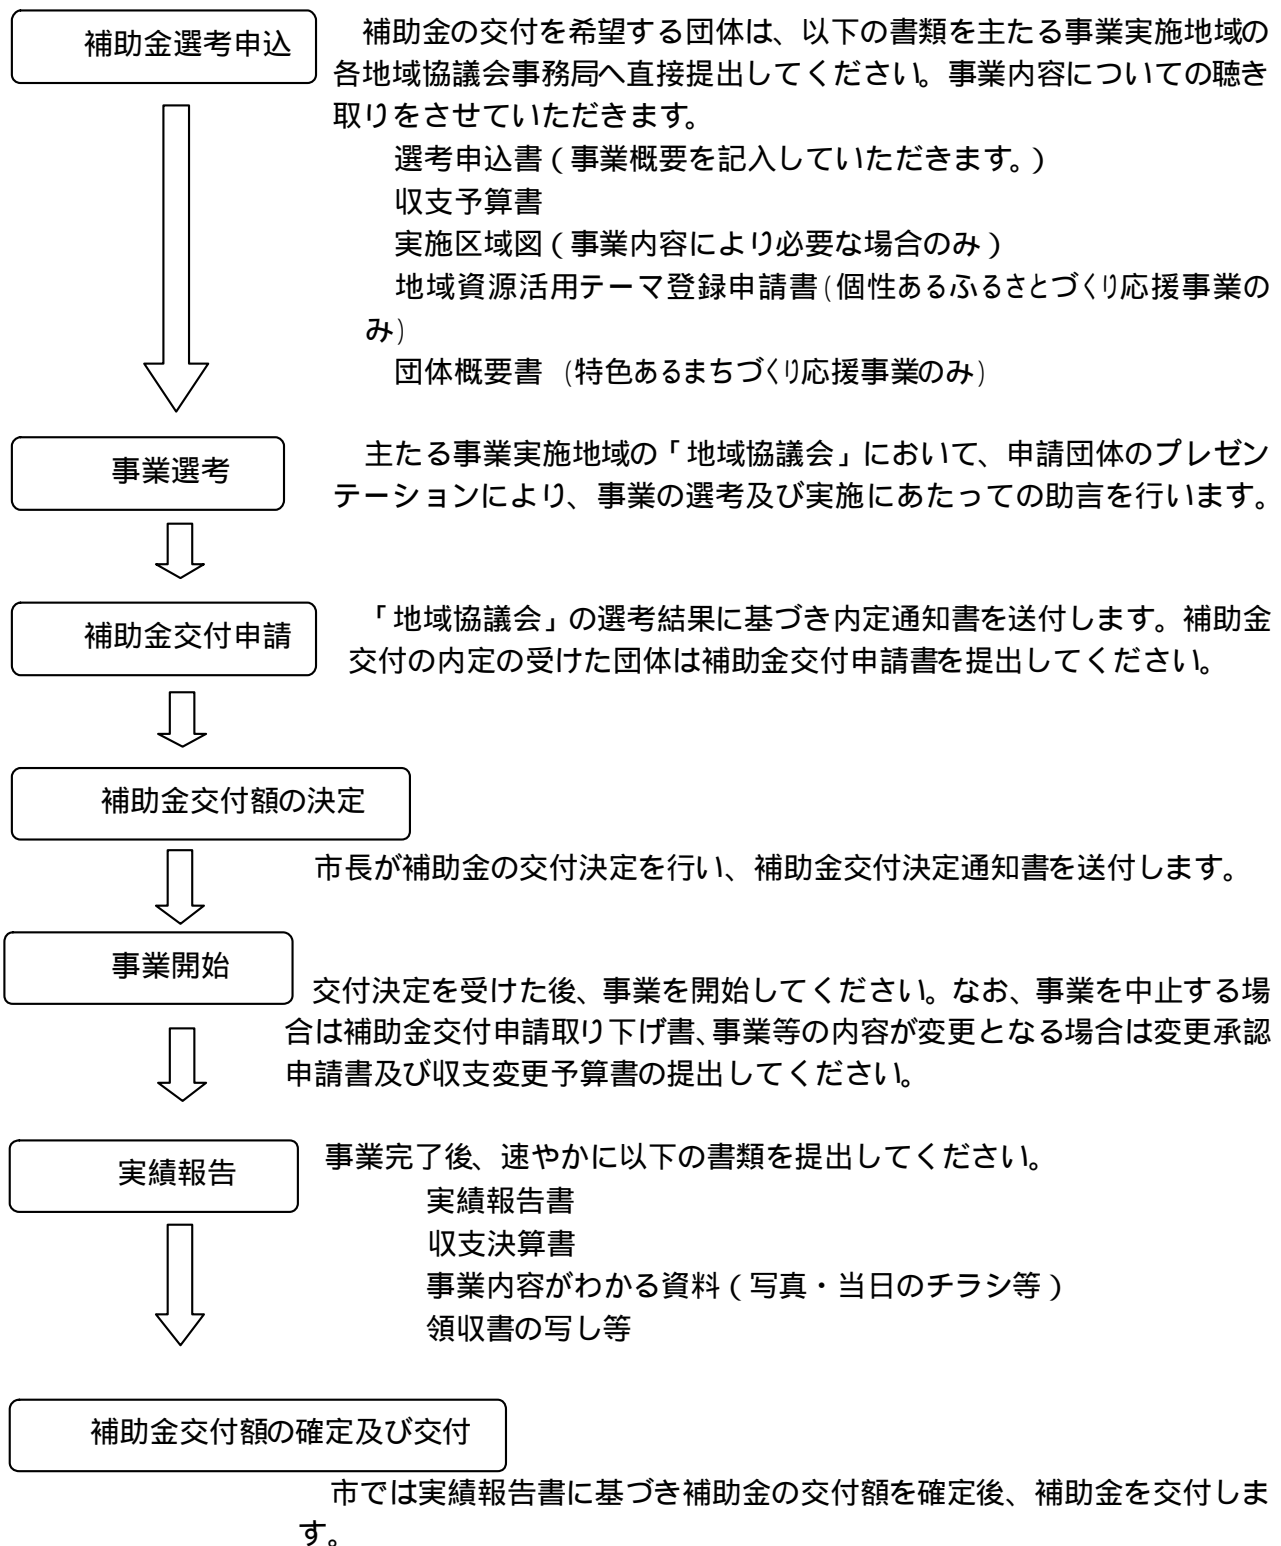 補助金選考申込
補助金の交付を希望する団体は、以下の書類を主たる事業実施地域の
各地域協議会事務局へ直接提出してください。事業内容についての聴き
取りをさせていただきます。
選考申込書（事業概要を記入していただきます。）
収支予算書
実施区域図（事業内容により必要な場合のみ）
地域資源活用テーマ登録申請書(個性あるふるさとづくり応援事業の
み)
団体概要書 (特色あるまちづくり応援事業のみ)
事業選考
主たる事業実施地域の「地域協議会」において、申請団体のプレゼン
テーションにより、事業の選考及び実施にあたっての助言を行います。
補助金交付申請
「地域協議会」の選考結果に基づき内定通知書を送付します。補助金
交付の内定の受けた団体は補助金交付申請書を提出してください。
補助金交付額の決定
市長が補助金の交付決定を行い、補助金交付決定通知書を送付します。
事業開始
交付決定を受けた後、事業を開始してください。なお、事業を中止する場
合は補助金交付申請取り下げ書、事業等の内容が変更となる場合は変更承認
申請書及び収支変更予算書の提出してください。
実績報告
事業完了後、速やかに以下の書類を提出してください。
実績報告書
収支決算書
事業内容がわかる資料（写真・当日のチラシ等）
領収書の写し等
補助金交付額の確定及び交付
市では実績報告書に基づき補助金の交付額を確定後、補助金を交付しま
す。